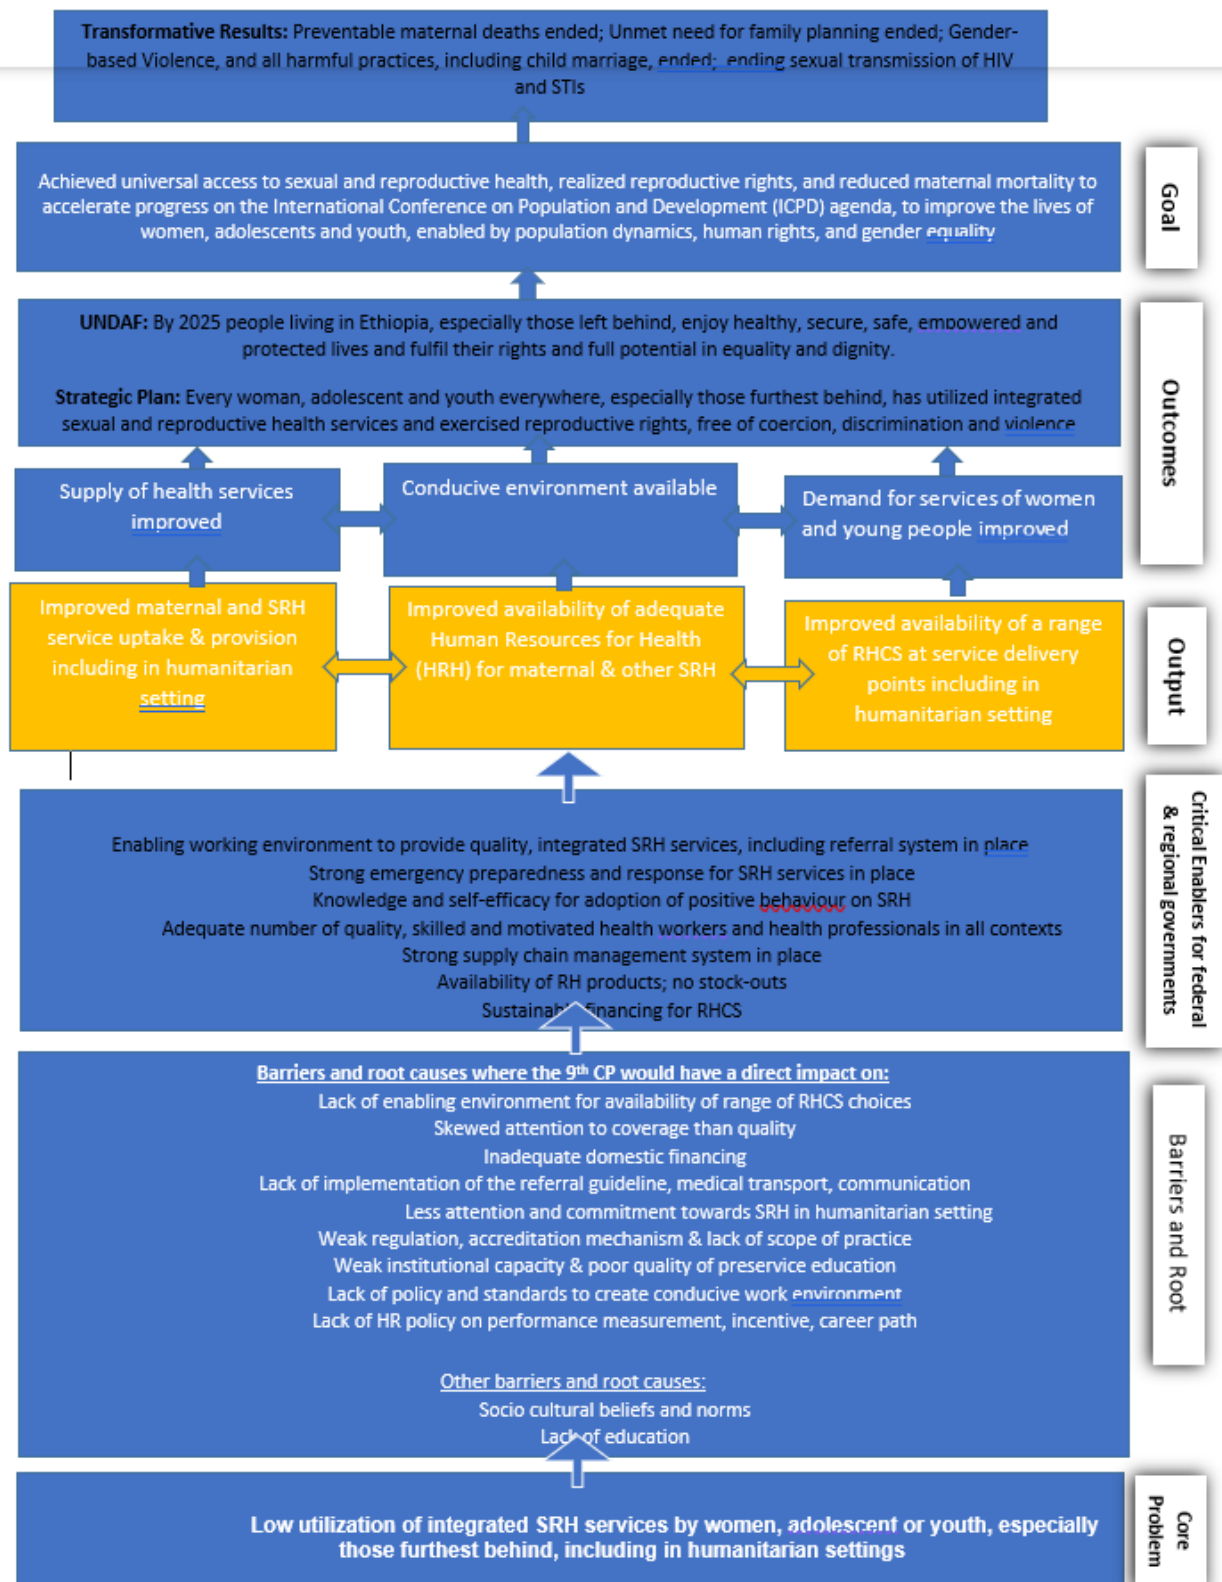 Transformative Results: Preventable maternal deaths ended; Unmet need for family planning ended; Gender-
based Violence, and all harmful practices, including child marriage, ended; ending sexual transmission of HIV
and STIs
Goal
Achieved universal access to sexual and reproductive health, realized reproductive rights, and reduced maternal mortality to
accelerate progress on the International Conference on Population and Development (ICPD) agenda, to improve the lives of
women, adolescents and youth, enabled by population dynamics, human rights, and gender equality
Outcomes
UNDAF: By 2025 people living in Ethiopia, especially those left behind, enjoy healthy, secure, safe, empowered and
protected lives and fulfil their rights and full potential in equality and dignity.
Strategic Plan: Every woman, adolescent and youth everywhere, especially those furthest behind, has utilized integrated
sexual and reproductive health services and exercised reproductive rights, free of coercion, discrimination and violence
Supply of health services
improved
Conducive environment available
Demand for services of women
and young people improved
Output
Improved maternal and SRH
service uptake & provision
including in humanitarian
setting
Improved availability of adequate
Human Resources for Health
(HRH) for maternal & other SRH
Improved availability of a range
of RHCS at service delivery
points including in
humanitarian setting
Critical Enablers for federal
& regional governments
Enabling working environment to provide quality, integrated SRH services, including referral system in place
Strong emergency preparedness and response for SRH services in place
Knowledge and self-efficacy for adoption of positive behaviour on SRH
Adequate number of quality, skilled and motivated health workers and health professionals in all contexts
Strong supply chain management system in place
Availability of RH products; no stock-outs
Sustainable financing for RHCS
Barriers and Root
Barriers and root causes where the 9th CP would have a direct impact on:
Lack of enabling environment for availability of range of RHCS choices
Skewed attention to coverage than quality
Inadequate domestic financing
Lack of implementation of the referral guideline, medical transport, communication
Less attention and commitment towards SRH in humanitarian setting
Weak regulation, accreditation mechanism & lack of scope of practice
Weak institutional capacity & poor quality of preservice education
Lack of policy and standards to create conducive work environment
Lack of HR policy on performance measurement, incentive, career path
Other barriers and root causes:
Socio cultural beliefs and norms
Lack of education
Core
Problem
Low utilization of integrated SRH services by women, adolescent or youth, especially
those furthest behind, including in humanitarian settings